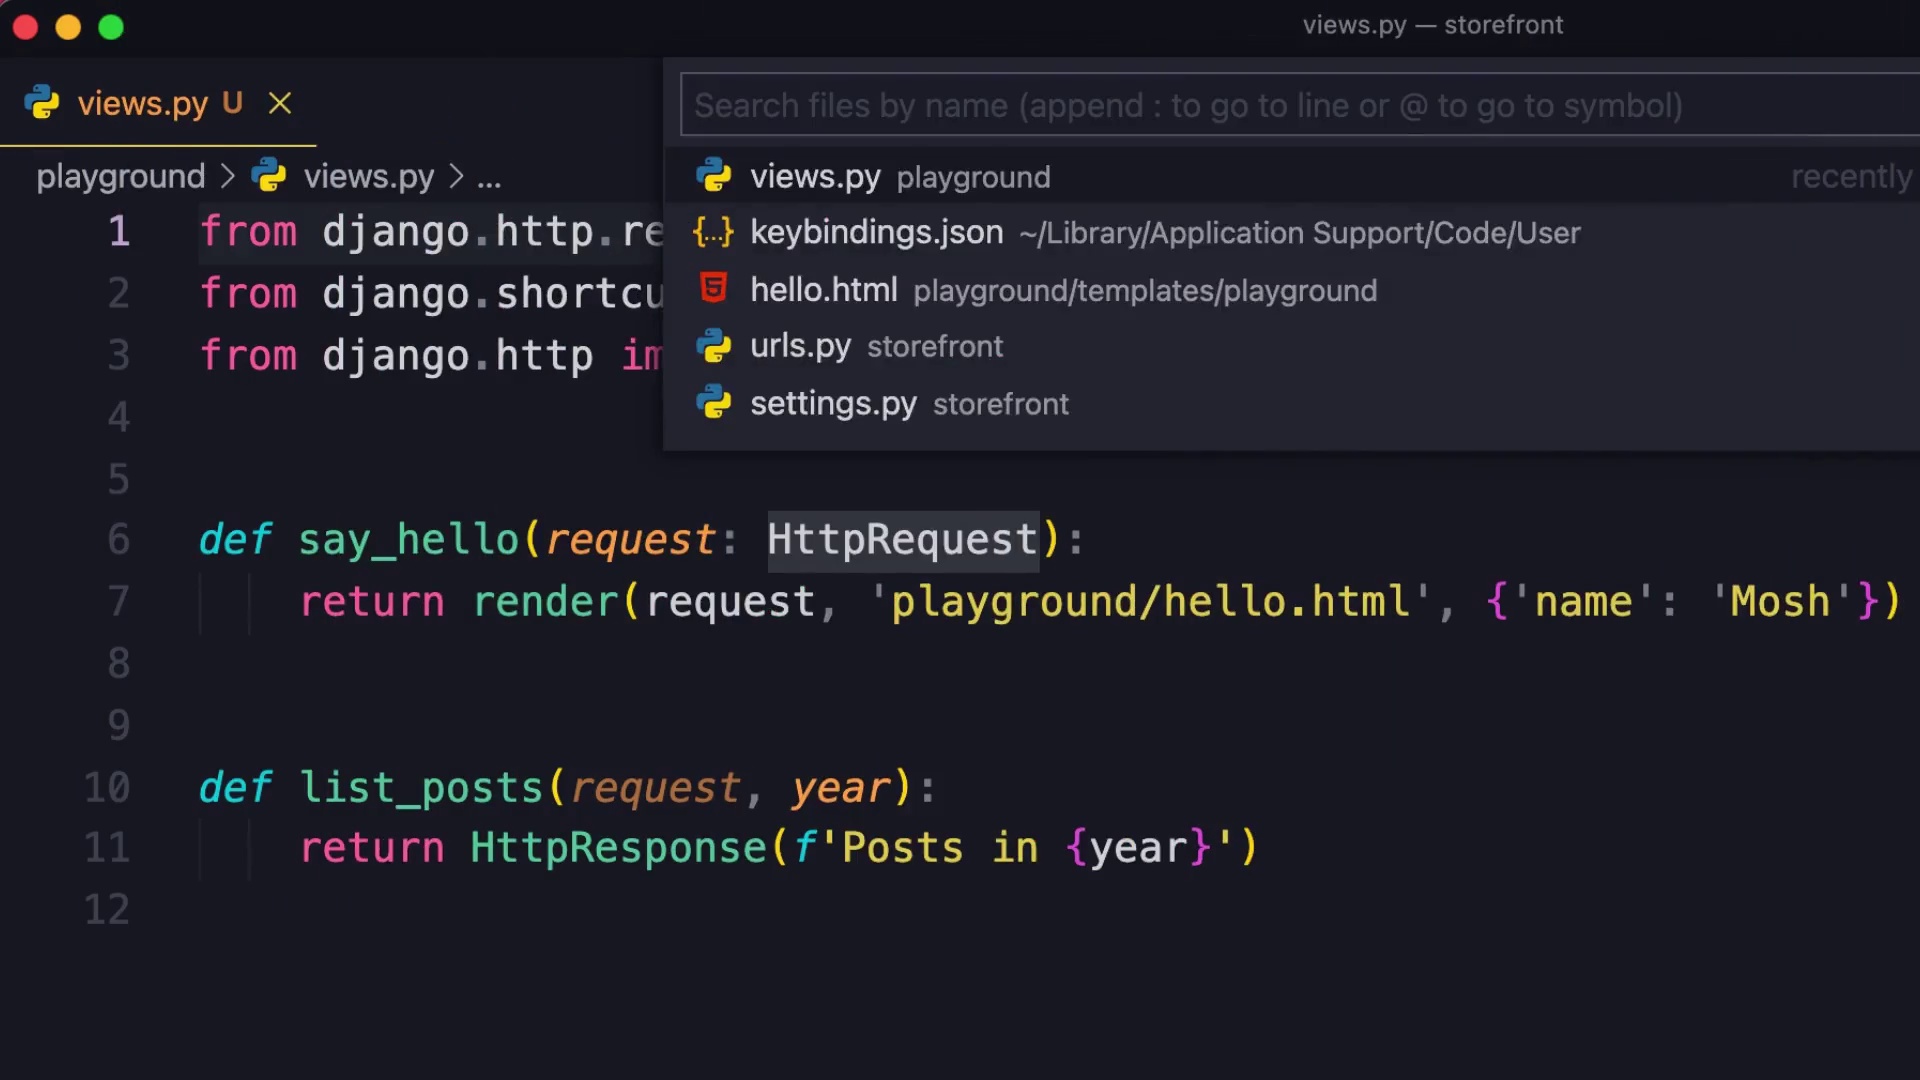 views.py — storefront
views.py U
Search files by name (append : to go to line or @ to go to symbol)
playground > views.py > ...
views.py playground recently
keybindings.json ~/Library/Application Support/Code/User
hello.html playground/templates/playground
urls.py storefront
settings.py storefront
1 from django.http.re
2 from django.shortcu
3 from django.http im
4
5
6 def say_hello(request: HttpRequest):
7 return render(request, 'playground/hello.html', {'name': 'Mosh'})
8
9
10 def list_posts(request, year):
11 return HttpResponse(f'Posts in {year}')
12